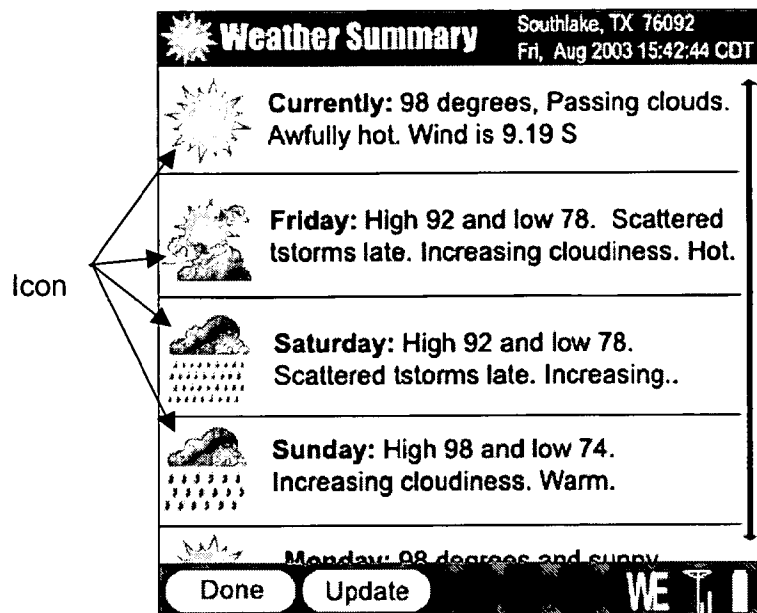 Weather Summary
Southlake, TX 76092
Fri, Aug 2003 15:42:44 CDT
Currently: 98 degrees, Passing clouds.
Awfully hot. Wind is 9.19 S
Friday: High 92 and low 78. Scattered
tstorms late. Increasing cloudiness. Hot.
Icon
Saturday: High 92 and low 78.
Scattered tstorms late. Increasing..
Sunday: High 98 and low 74.
Increasing cloudiness. Warm.
Monday: 98 degrees and sunny
Done
Update
WE